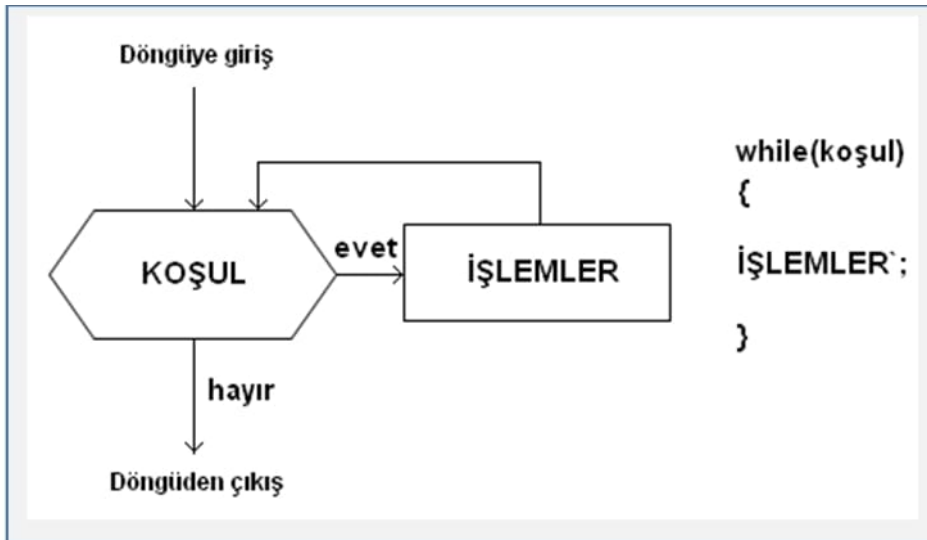 Döngüye giriş
while(koşul)
{
evet
KOŞUL
İŞLEMLER
İŞLEMLER`;
}
hayır
Döngüden çıkış